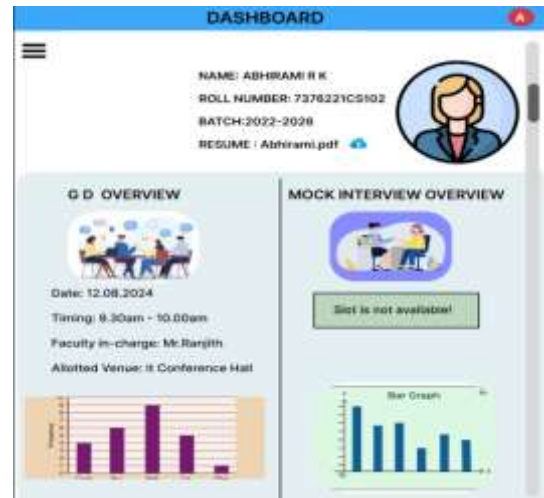 DASHBOARD
A
NAME: ABHIRAMI R K
ROLL NUMBER: 7376221CS102
BATCH:2022-2026
RESUME : Abhirami.pdf
G D OVERVIEW
Date: 12.08.2024
Timing: 9.30am - 10.00am
Faculty in-charge: Mr.Ranjith
Allotted Venue: It Conference Hall
MOCK INTERVIEW OVERVIEW
Slot is not available!
Bar Graph